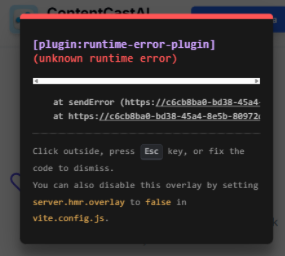 ContentCastAI
[plugin:runtime-error-plugin]
(unknown runtime error)
at sendError (https://c6cb8ba0-bd38-45a4-
at https://c6cb8ba0-bd38-45a4-8e5b-80972
Click outside, press Esc key, or fix the
code to dismiss.
You can also disable this overlay by setting
server.hmr.overlay to false in
vite.config.js.